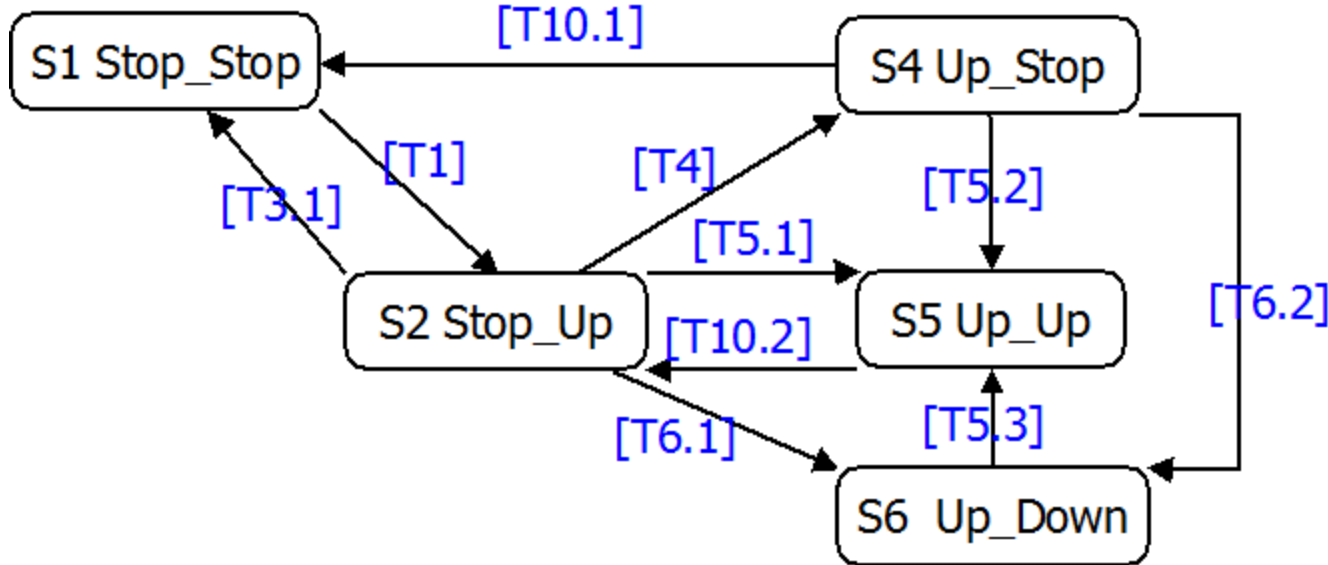 [T10.1]
S1 Stop_Stop
S4 Up_Stop
[T1]
[T4]
[T3.1]
[T5.2]
[T5.1]
[T6.2]
S2 Stop_Up
S5 Up_Up
[T10.2]
[T6.1]
[T5.3]
S6 Up_Down